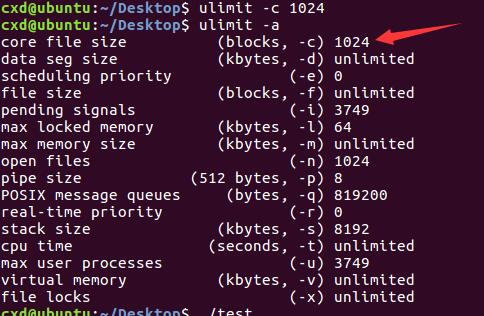 cxd@ubuntu:~/Desktop$ ulimit -c 1024
cxd@ubuntu:~/Desktop$ ulimit -a
core file size          (blocks, -c) 1024
data seg size           (kbytes, -d) unlimited
scheduling priority             (-e) 0
file size               (blocks, -f) unlimited
pending signals                 (-i) 3749
max locked memory       (kbytes, -l) 64
max memory size         (kbytes, -m) unlimited
open files                      (-n) 1024
pipe size            (512 bytes, -p) 8
POSIX message queues     (bytes, -q) 819200
real-time priority              (-r) 0
stack size              (kbytes, -s) 8192
cpu time               (seconds, -t) unlimited
max user processes              (-u) 3749
virtual memory          (kbytes, -v) unlimited
file locks                      (-x) unlimited
cxd@ubuntu:~/Desktop$ ./test